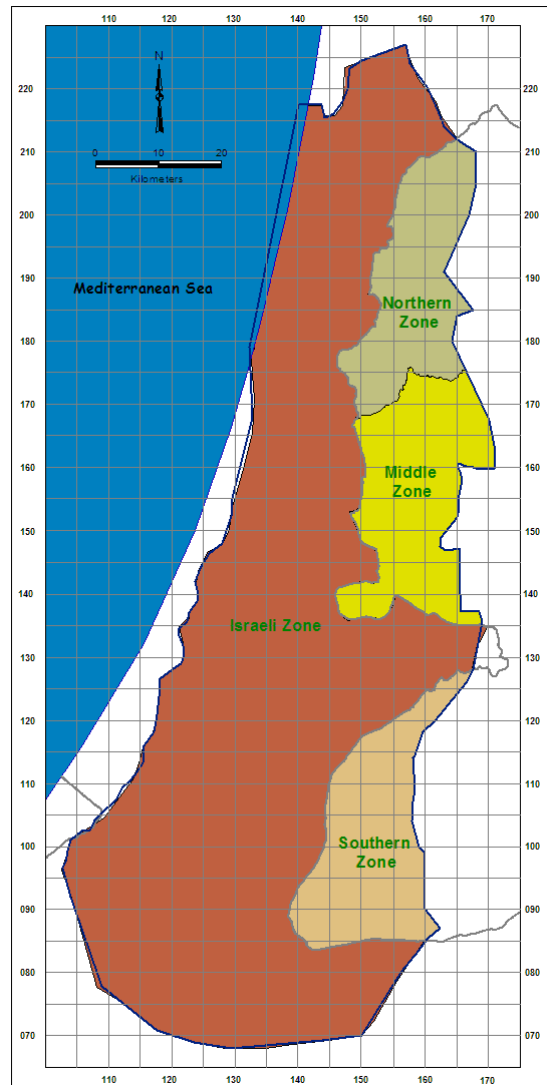 110 120 130 140 150 160 170
N
220 220
0 10 20
Kilometers
210 210
200 200
190 190
Mediterranean Sea
Northern
Zone
180 180
170 170
160 160
Middle
Zone
150 150
140 140
Israeli Zone
130 130
120 120
110 110
100 100
Southern
Zone
090 090
080 080
070 070
110 120 130 140 150 160 170